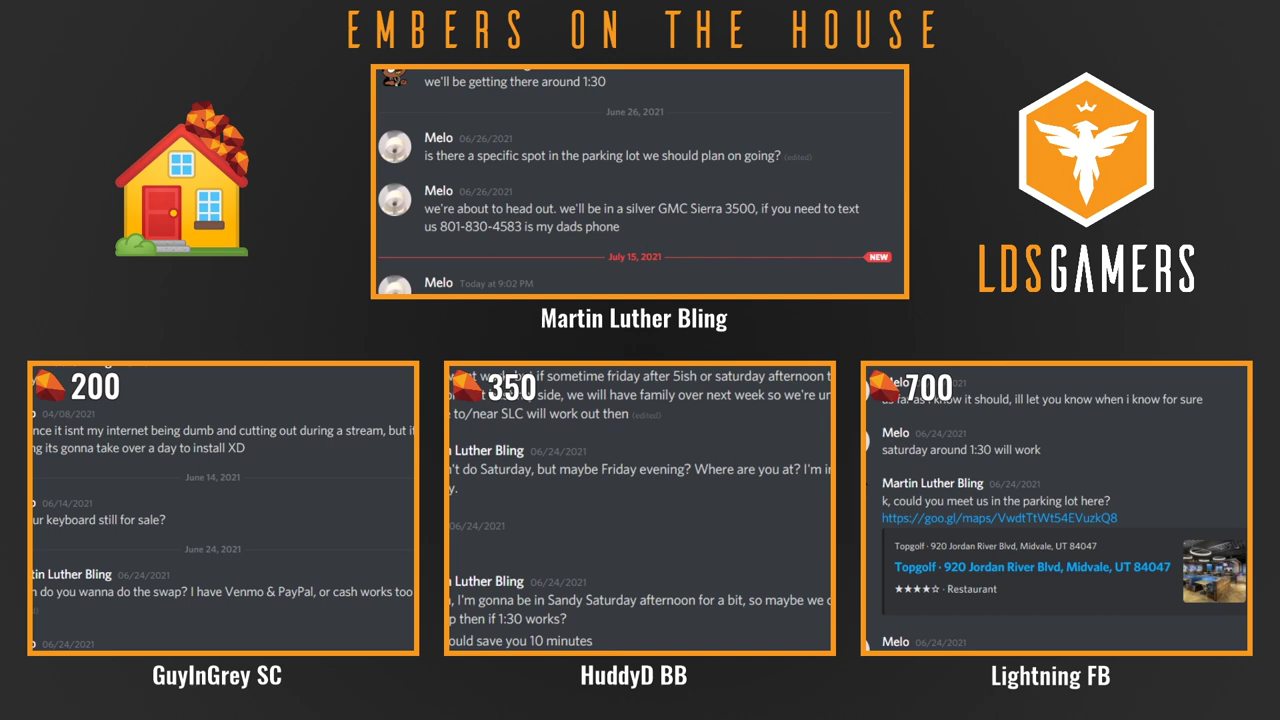 EMBERS ON THE HOUSE
we'll be getting there around 1:30
June 26, 2021
Melo 06/26/2021
is there a specific spot in the parking lot we should plan on going? (edited)
Melo 06/26/2021
we're about to head out. we'll be in a silver GMC Sierra 3500, if you need to text
us 801-830-4583 is my dads phone
July 15, 2021 NEW
Melo Today at 9:02 PM
Martin Luther Bling
LDSGAMERS
200
04/08/2021
nce it isnt my internet being dumb and cutting out during a stream, but if
ng its gonna take over a day to install XD
June 14, 2021
06/14/2021
ur keyboard still for sale?
June 24, 2021
tin Luther Bling 06/24/2021
n do you wanna do the swap? I have Venmo & PayPal, or cash works too
06/24/2021
GuyInGrey SC
350
if sometime friday after 5ish or saturday afternoon t
side, we will have family over next week so we're un
to/near SLC will work out then (edited)
Luther Bling 06/24/2021
't do Saturday, but maybe Friday evening? Where are you at? I'm i
y.
06/24/2021
Luther Bling 06/24/2021
, I'm gonna be in Sandy Saturday afternoon for a bit, so maybe we c
p then if 1:30 works?
ould save you 10 minutes
HuddyD BB
700
as far as i know it should, ill let you know when i know for sure
Melo 06/24/2021
saturday around 1:30 will work
Martin Luther Bling 06/24/2021
k, could you meet us in the parking lot here?
https://goo.gl/maps/VwdtTtWt54EVuzkQ8
Topgolf · 920 Jordan River Blvd, Midvale, UT 84047
Topgolf · 920 Jordan River Blvd, Midvale, UT 84047
★★★★☆ · Restaurant
Melo 06/24/2021
Lightning FB